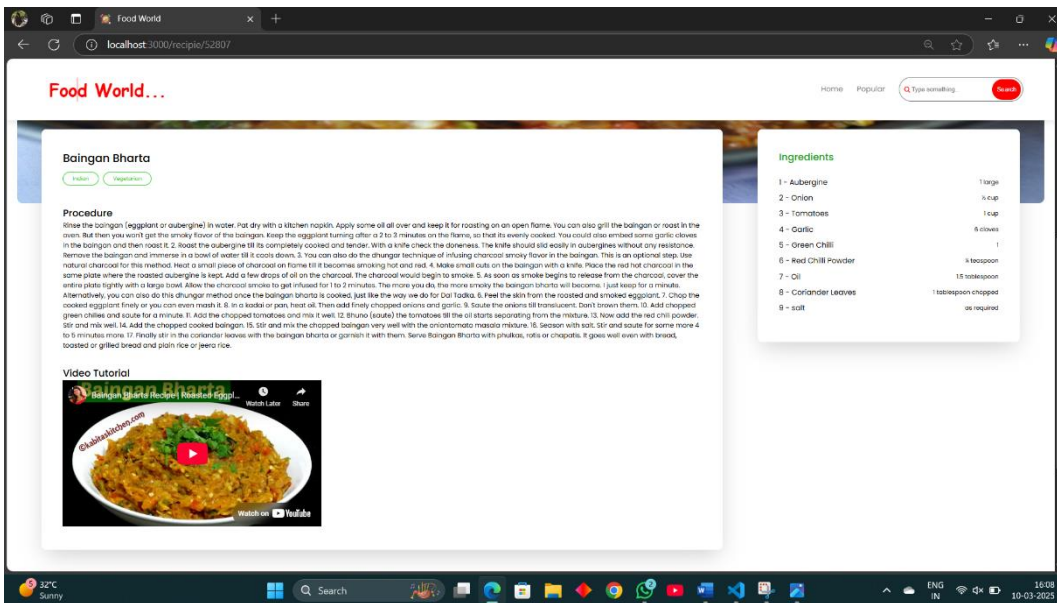 Food World
localhost:3000/recipie/52807
Food World...
Home Popular Type something.. Search
Baingan Bharta
Indian Vegetarian
Procedure
Rinse the baingan (eggplant or aubergine) in water. Pat dry with a kitchen napkin. Apply some oil all over and keep it for roasting on an open flame. You can also grill the baingan or roast in the
oven. But then you won't get the smoky flavor of the baingan. Keep the eggplant turning after a 2 to 3 minutes on the flame, so that its evenly cooked. You could also embed some garlic cloves
in the baingan and then roast it. 2. Roast the aubergine till its completely cooked and tender. With a knife check the doneness. The knife should slid easily in aubergines without any resistance.
Remove the baingan and immerse in a bowl of water till it cools down. 3. You can also do the dhungar technique of infusing charcoal smoky flavor in the baingan. This is an optional step. Use
natural charcoal for this method. Heat a small piece of charcoal on flame till it becomes smoking hot and red. 4. Make small cuts on the baingan with a knife. Place the red hot charcoal in the
same plate where the roasted aubergine is kept. Add a few drops of oil on the charcoal. The charcoal would begin to smoke. 5. As soon as smoke begins to release from the charcoal, cover the
entire plate tightly with a large bowl. Allow the charcoal smoke to get infused for 1 to 2 minutes. The more you do, the more smoky the baingan bharta will become. I just keep for a minute.
Alternatively, you can also do this dhungar method once the baingan bharta is cooked, just like the way we do for Dal Tadka. 6. Peel the skin from the roasted and smoked eggplant. 7. Chop the
cooked eggplant finely or you can even mash it. 8. In a kadai or pan, heat oil. Then add finely chopped onions and garlic. 9. Saute the onions till translucent. Don't brown them. 10. Add chopped
green chilies and saute for a minute. 11. Add the chopped tomatoes and mix it well. 12. Bhuno (saute) the tomatoes till the oil starts separating from the mixture. 13. Now add the red chili powder.
Stir and mix well. 14. Add the chopped cooked baingan. 15. Stir and mix the chopped baingan very well with the oniontomato masala mixture. 16. Season with salt. Stir and saute for some more 4
to 5 minutes more. 17. Finally stir in the coriander leaves with the baingan bharta or garnish it with them. Serve Baingan Bharta with phulkas, rotis or chapatis. It goes well even with bread,
toasted or grilled bread and plain rice or jeera rice.
Video Tutorial
Baingan Bharta
Baingan Bharta Recipe | Roasted Eggpl...
Watch Later Share
©kabitaskitchen.com
Watch on YouTube
Ingredients
1 - Aubergine 1 large
2 - Onion ½ cup
3 - Tomatoes 1 cup
4 - Garlic 6 cloves
5 - Green Chilli 1
6 - Red Chilli Powder ¼ teaspoon
7 - Oil 1.5 tablespoon
8 - Coriander Leaves 1 tablespoon chopped
9 - salt as required
5
32°C
Sunny
Search
ENG
IN
16:08
10-03-2025